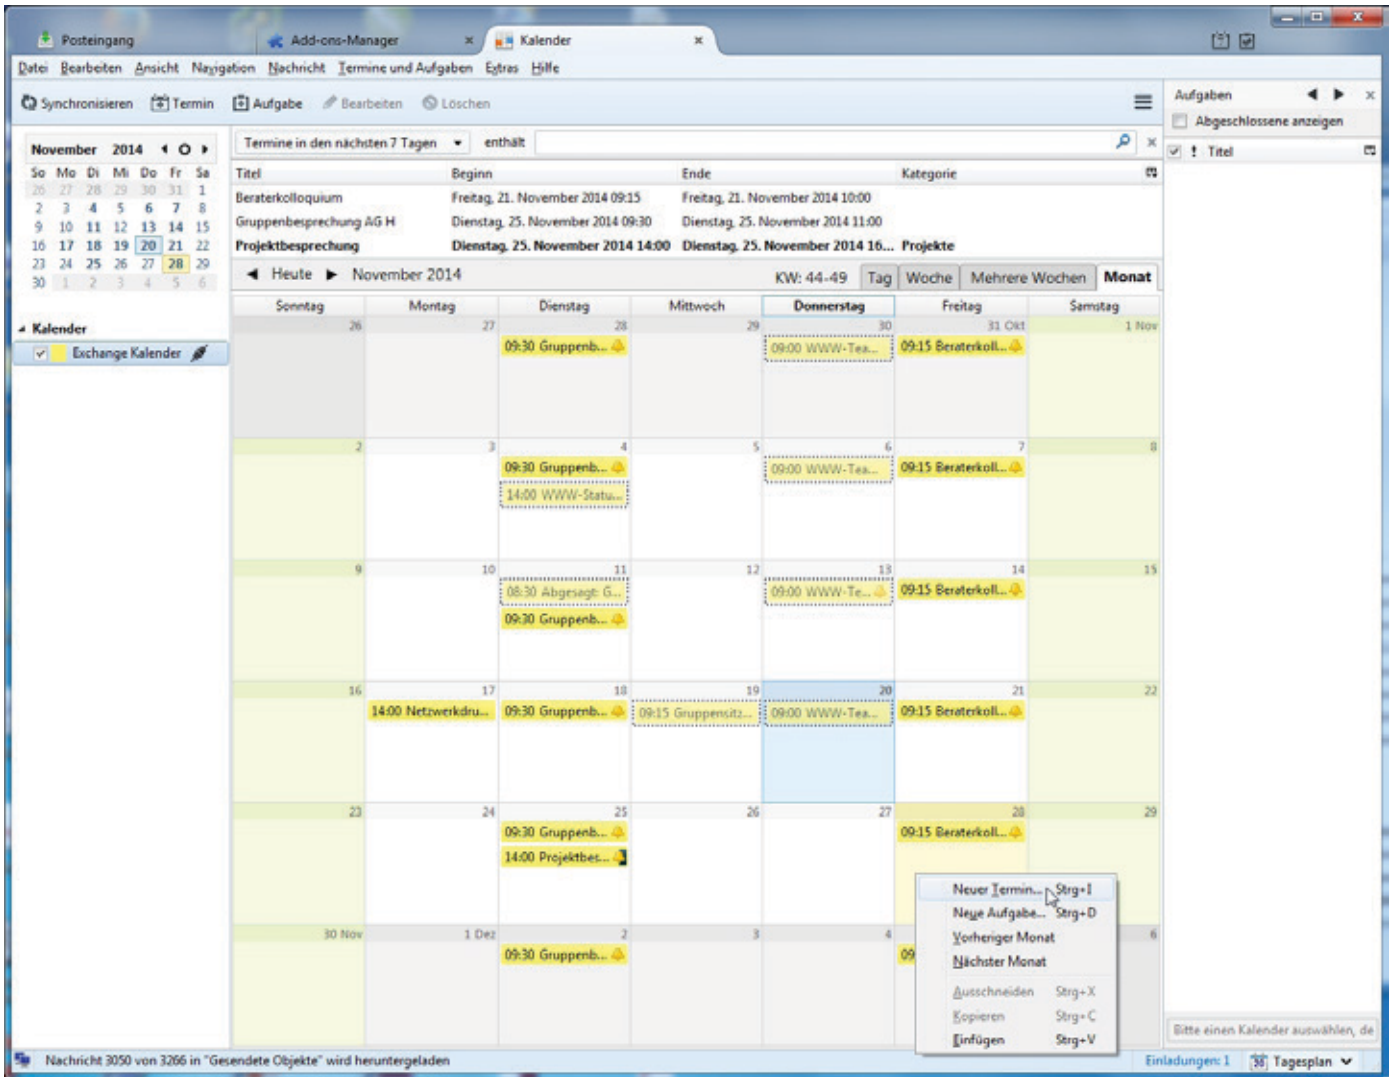 Posteingang Add-ons-Manager × Kalender ×
Datei Bearbeiten Ansicht Navigation Nachricht Termine und Aufgaben Extras Hilfe
Synchronisieren Termin Aufgabe Bearbeiten Löschen
Aufgaben
Abgeschlossene anzeigen
! Titel
November 2014
So Mo Di Mi Do Fr Sa
26 27 28 29 30 31 1
2 3 4 5 6 7 8
9 10 11 12 13 14 15
16 17 18 19 20 21 22
23 24 25 26 27 28 29
30 1 2 3 4 5 6
Kalender
Exchange Kalender
Termine in den nächsten 7 Tagen enthält
Titel Beginn Ende Kategorie
Beraterkolloquium Freitag, 21. November 2014 09:15 Freitag, 21. November 2014 10:00
Gruppenbesprechung AG H Dienstag, 25. November 2014 09:30 Dienstag, 25. November 2014 11:00
Projektbesprechung Dienstag, 25. November 2014 14:00 Dienstag, 25. November 2014 16... Projekte
Heute November 2014 KW: 44-49 Tag Woche Mehrere Wochen Monat
Sonntag Montag Dienstag Mittwoch Donnerstag Freitag Samstag
26 27 28 29 30 31 Okt 1 Nov
09:30 Gruppenb... 09:00 WWW-Tea... 09:15 Beraterkoll...
2 3 4 5 6 7 8
09:30 Gruppenb... 09:00 WWW-Tea... 09:15 Beraterkoll...
14:00 WWW-Statu...
9 10 11 12 13 14 15
08:30 Abgesagt: G... 09:00 WWW-Te... 09:15 Beraterkoll...
09:30 Gruppenb...
16 17 18 19 20 21 22
14:00 Netzwerkdru... 09:30 Gruppenb... 09:15 Gruppensitz... 09:00 WWW-Tea... 09:15 Beraterkoll...
23 24 25 26 27 28 29
09:30 Gruppenb... 09:15 Beraterkoll...
14:00 Projektbes...
30 Nov 1 Dez 2 3 4 6
09:30 Gruppenb... 09
Neuer Termin... Strg+I
Neue Aufgabe... Strg+D
Vorheriger Monat
Nächster Monat
Ausschneiden Strg+X
Kopieren Strg+C
Einfügen Strg+V
Bitte einen Kalender auswählen, de
Nachricht 3050 von 3266 in "Gesendete Objekte" wird heruntergeladen Einladungen: 1 Tagesplan